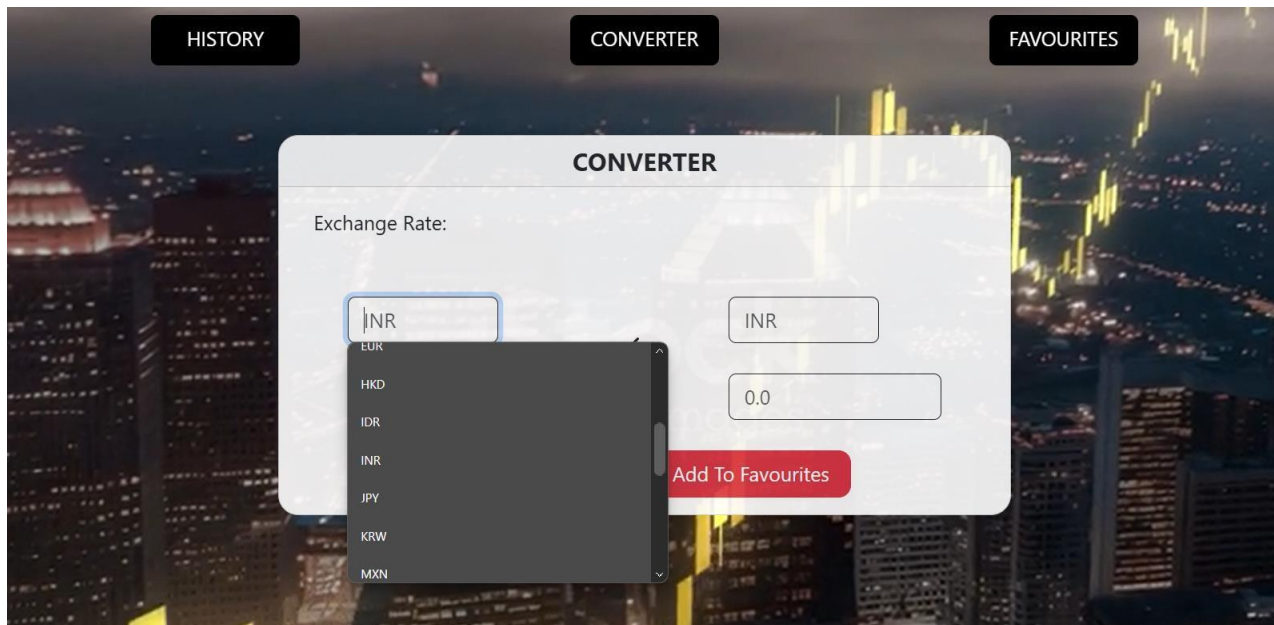 HISTORY
CONVERTER
FAVOURITES
CONVERTER
Exchange Rate:
INR
INR
EUR
HKD
0.0
IDR
INR
Add To Favourites
JPY
KRW
MXN